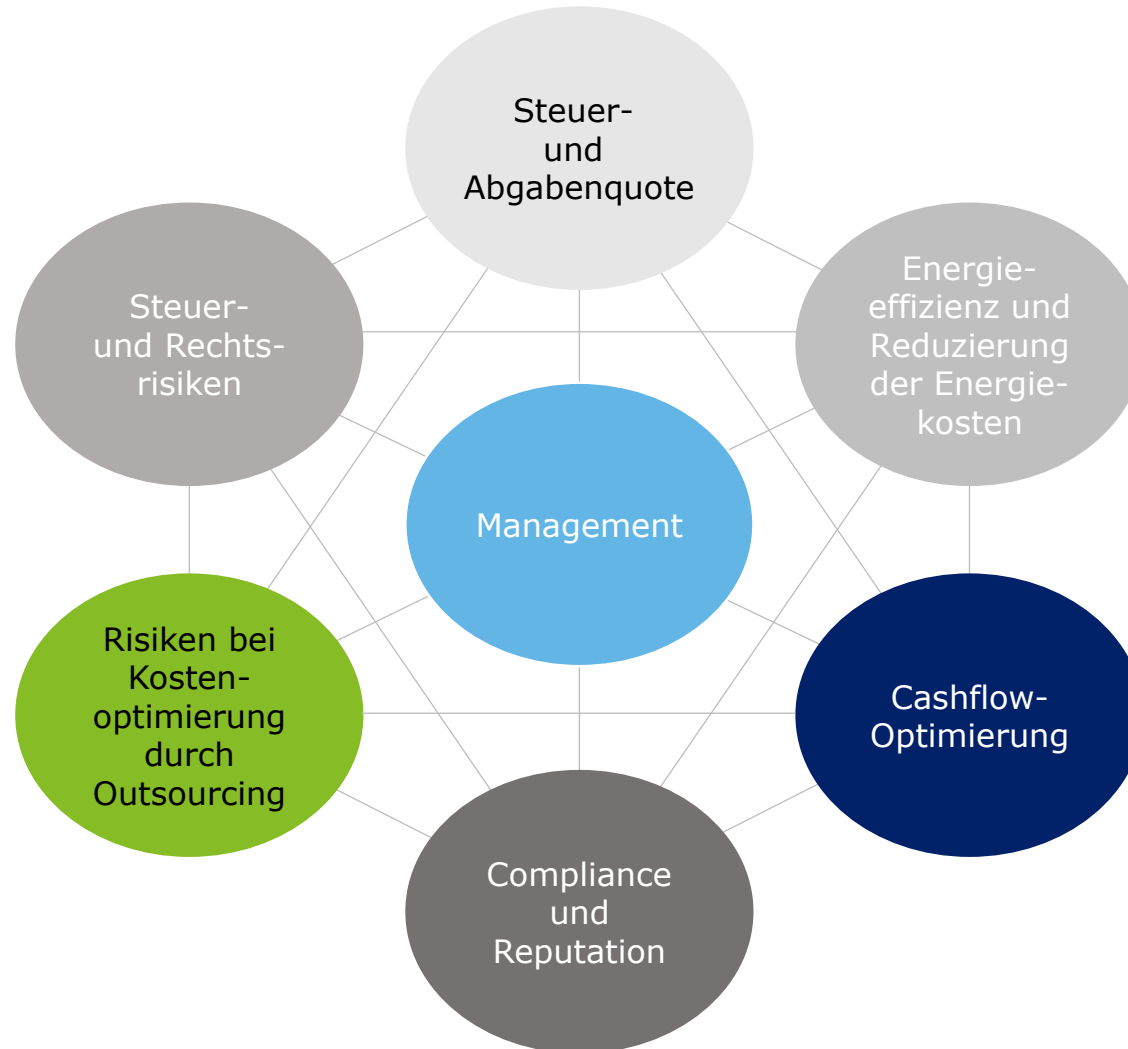 Steuer-
und
Abgabenquote
Steuer-
und Rechts-
risiken
Energie-
effizienz und
Reduzierung
der Energie-
kosten
Management
Risiken bei
Kosten-
optimierung
durch
Outsourcing
Cashflow-
Optimierung
Compliance
und
Reputation